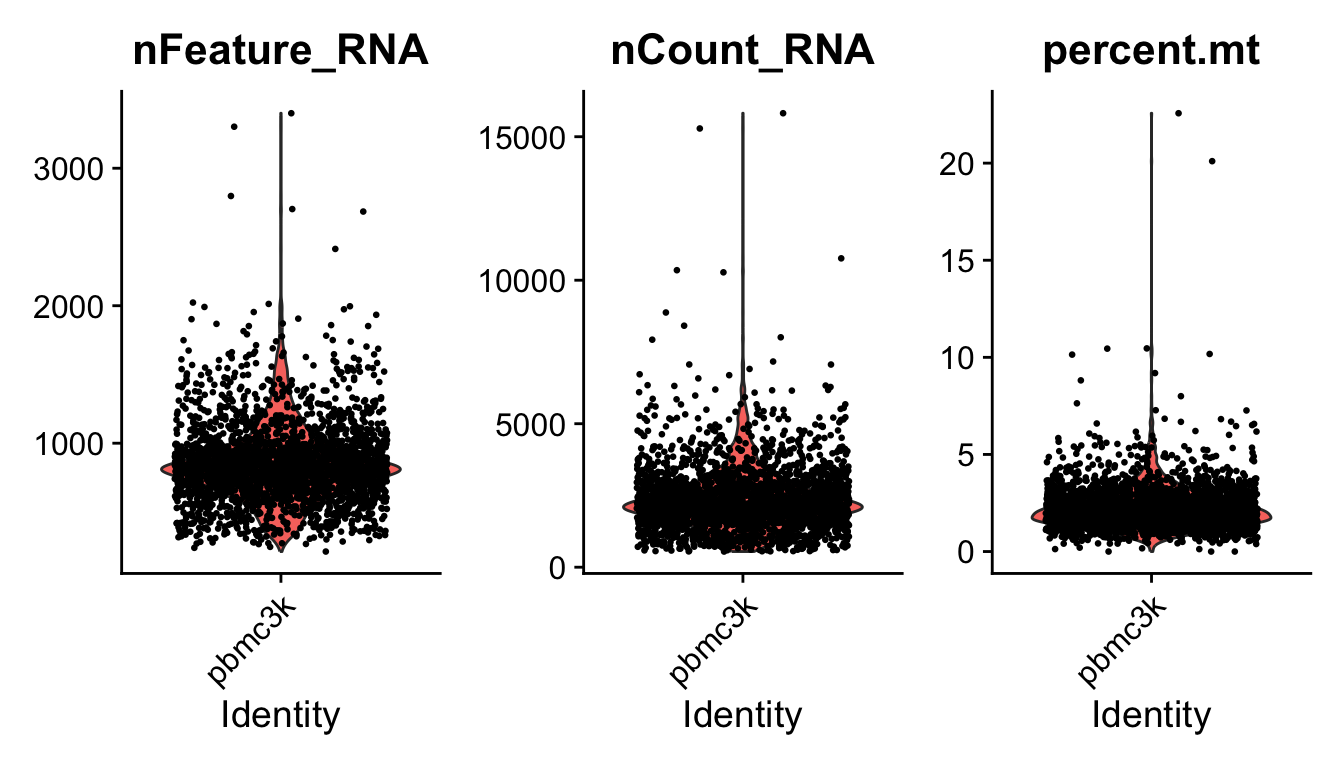 nFeature_RNA
3000
2000
1000
pbmc3k
Identity
nCount_RNA
15000
10000
5000
0
pbmc3k
Identity
percent.mt
20
15
10
5
0
pbmc3k
Identity